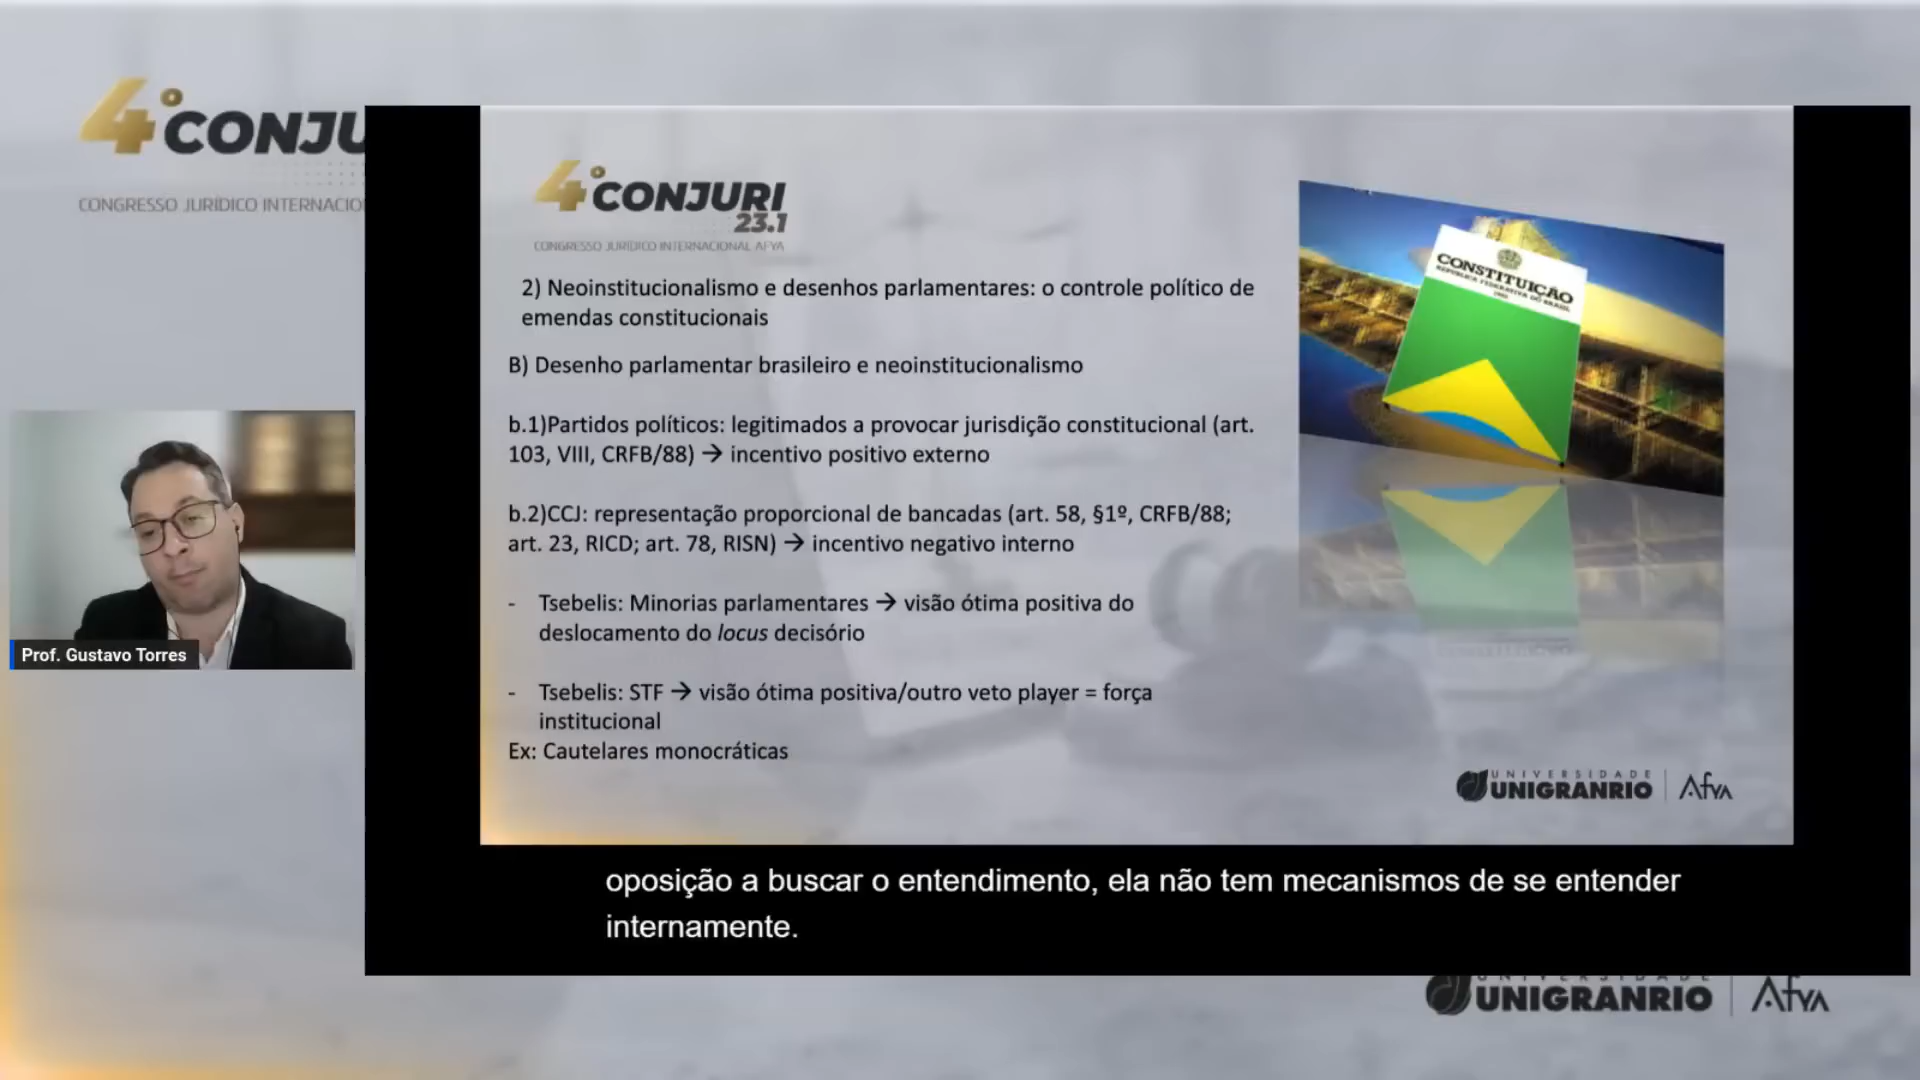 4º CONJU
CONGRESSO JURÍDICO INTERNACIO
4º CONJURI
23.1
CONGRESSO JURÍDICO INTERNACIONAL AFYA
2) Neoinstitucionalismo e desenhos parlamentares: o controle político de
emendas constitucionais
B) Desenho parlamentar brasileiro e neoinstitucionalismo
b.1)Partidos políticos: legitimados a provocar jurisdição constitucional (art.
103, VIII, CRFB/88) → incentivo positivo externo
b.2)CCJ: representação proporcional de bancadas (art. 58, §1º, CRFB/88;
art. 23, RICD; art. 78, RISN) → incentivo negativo interno
- Tsebelis: Minorias parlamentares → visão ótima positiva do
deslocamento do locus decisório
- Tsebelis: STF → visão ótima positiva/outro veto player = força
institucional
Ex: Cautelares monocráticas
CONSTITUIÇÃO
REPÚBLICA FEDERATIVA DO BRASIL
UNIVERSIDADE
UNIGRANRIO
Afya
Prof. Gustavo Torres
oposição a buscar o entendimento, ela não tem mecanismos de se entender
internamente.
UNIVERSIDADE
UNIGRANRIO
Afya